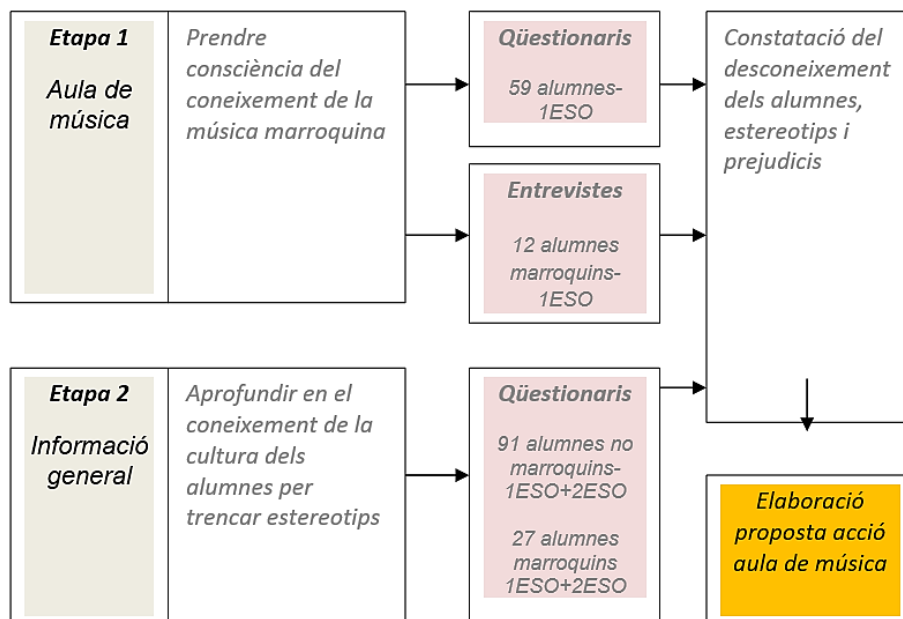 Etapa 1
Aula de
música
Prendre
consciència del
coneixement de la
música marroquina
Qüestionaris
59 alumnes-
1ESO
Entrevistes
12 alumnes
marroquins-
1ESO
Constatació del
desconeixement
dels alumnes,
estereotips i
prejudicis
Etapa 2
Informació
general
Aprofundir en el
coneixement de la
cultura dels
alumnes per
trencar estereotips
Qüestionaris
91 alumnes no
marroquins-
1ESO+2ESO
27 alumnes
marroquins
1ESO+2ESO
Elaboració
proposta acció
aula de música